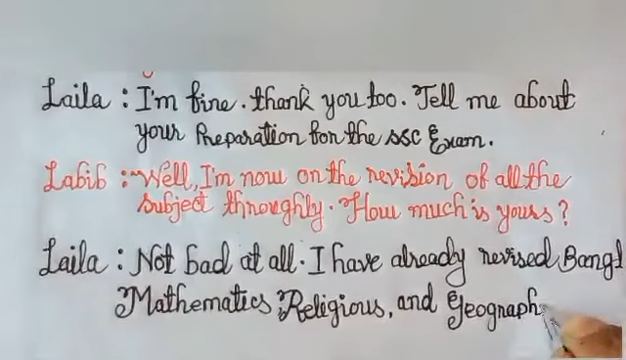 Laila : I'm fine. thank you too. Tell me about
your Preparation for the SSC Exam.
Labib : Well, I'm now on the revision of all the
subject throughly. How much is yours?
Laila : Not bad at all. I have already revised Bangl
Mathematics, Religious, and Geograph